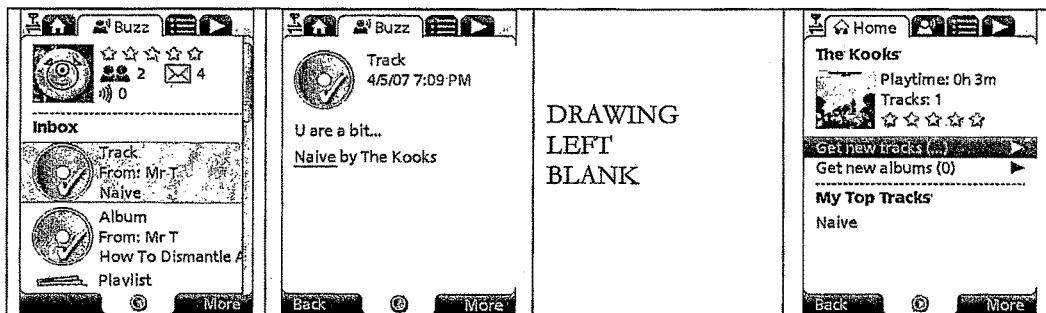 Buzz
2 4
0
Inbox
Track
From: Mr T
Naive
Album
From: Mr T
How To Dismantle A
Playlist
More
Buzz
Track
4/5/07 7:09 PM
U are a bit...
Naive by The Kooks
Back More
DRAWING
LEFT
BLANK
Home
The Kooks
Playtime: 0h 3m
Tracks: 1
Get new tracks (...)
Get new albums (0)
My Top Tracks
Naive
Back More